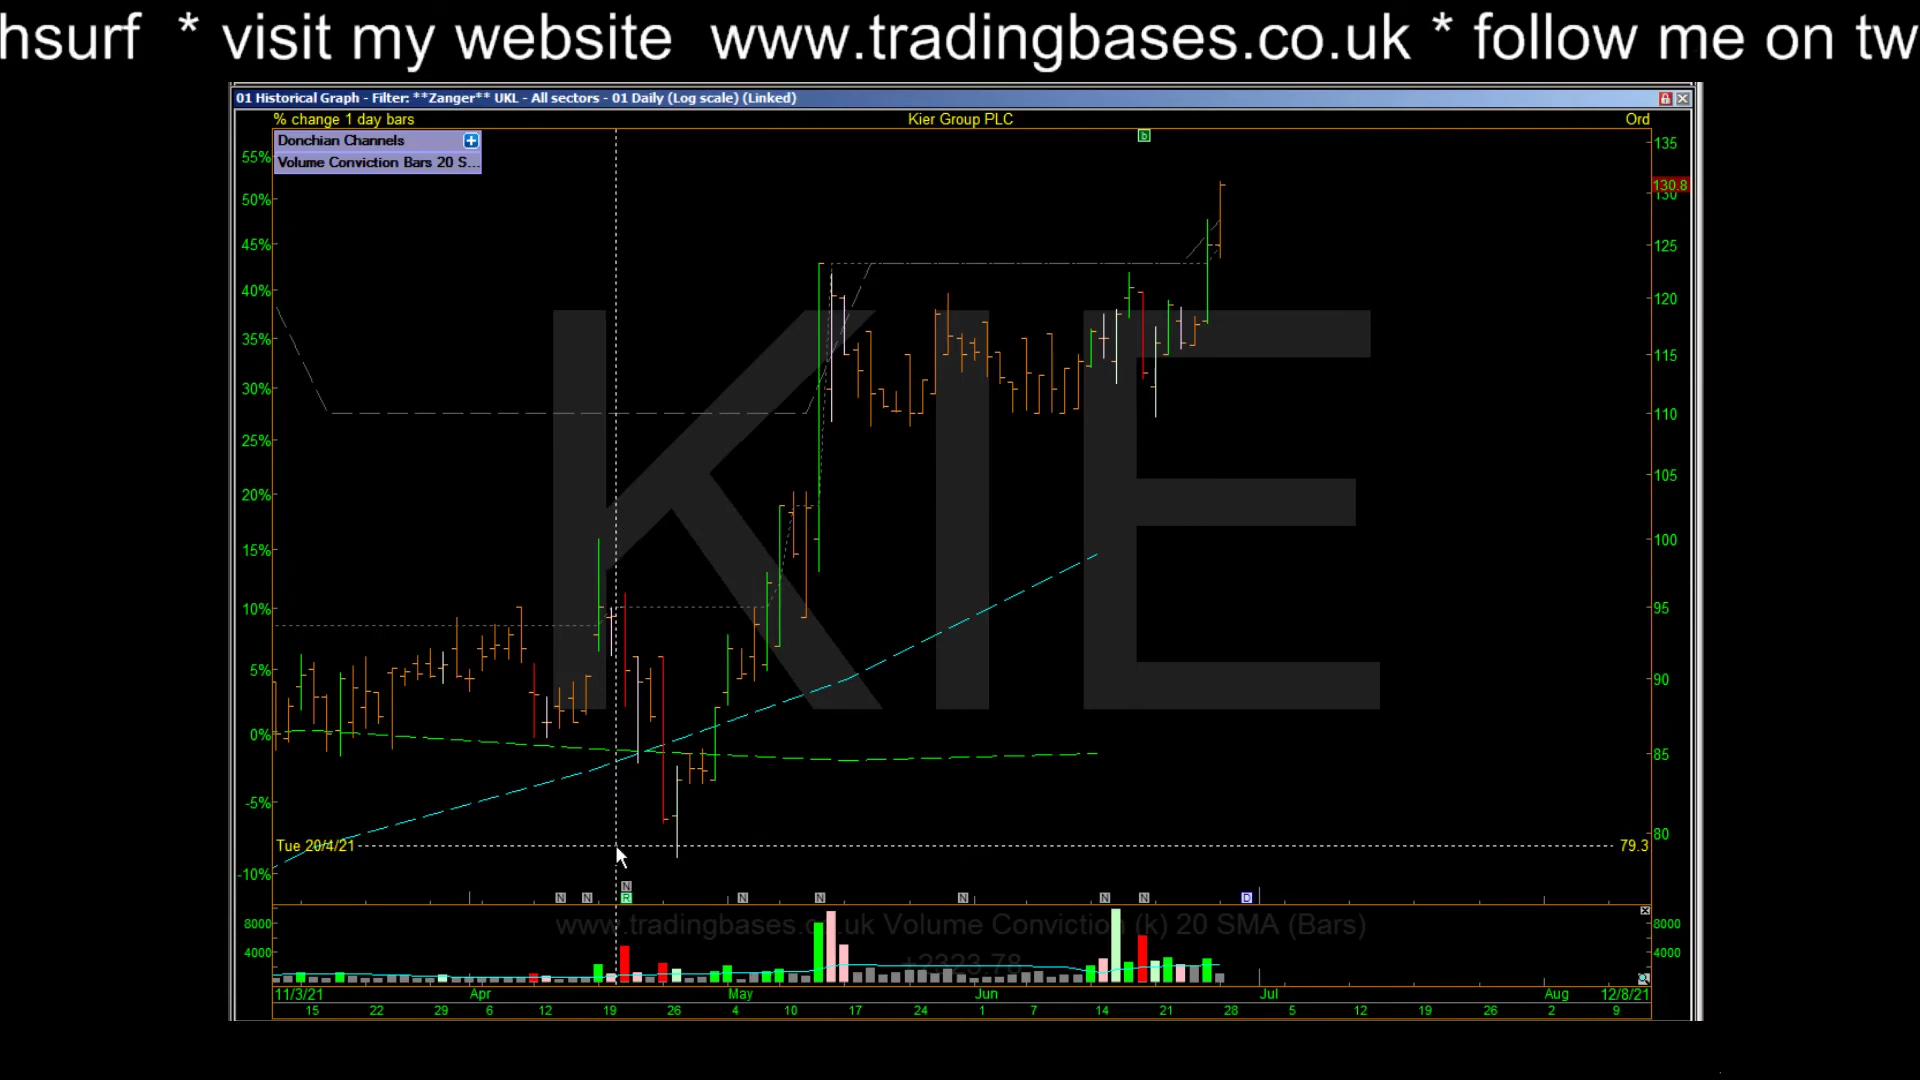 hsurf * visit my website www.tradingbases.co.uk * follow me on tw
01 Historical Graph - Filter: **Zanger** UKL - All sectors - 01 Daily (Log scale) (Linked)
% change 1 day bars Kier Group PLC Ord
b
Donchian Channels
Volume Conviction Bars 20 S...
55% 135
50% 130.8
130
45% 125
40% 120
35% 115
30% 110
25% 105
20%
15% 100
10% 95
5% 90
0% 85
-5% 80
Tue 20/4/21 79.3
-10%
KIE
N
N N R N N N N N D
www.tradingbases.co.uk Volume Conviction (k) 20 SMA (Bars)
8000 8000
4000 4000
+2323.78
11/3/21 Apr May Jun Jul Aug 12/8/21
15 22 29 6 12 19 26 4 10 17 24 1 7 14 21 28 5 12 19 26 2 9